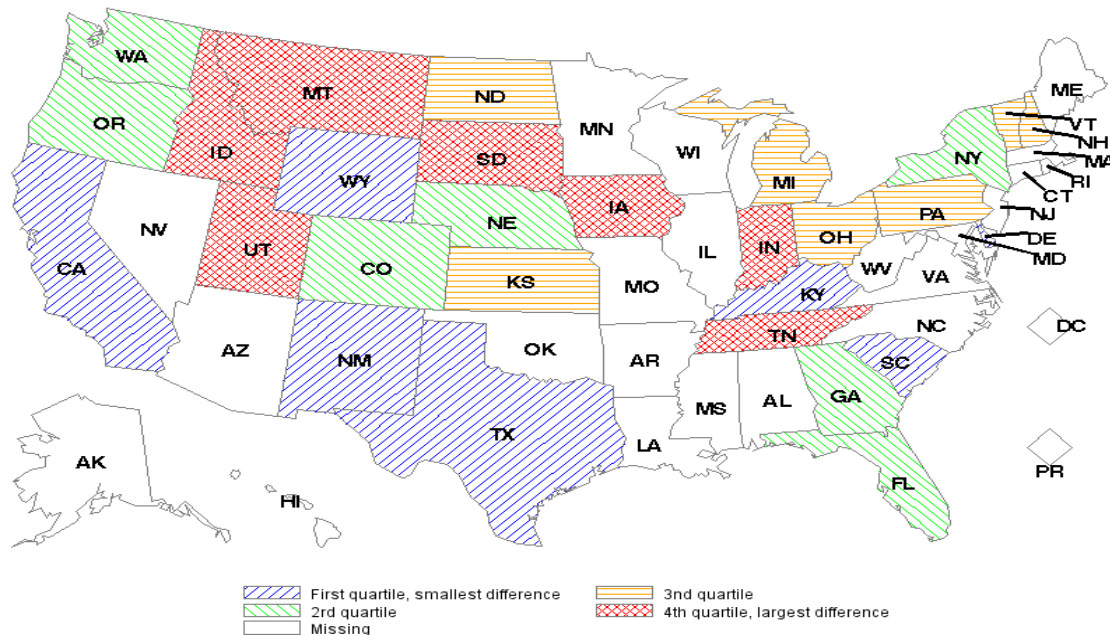 WA
ME
MT
ND
VT
OR
MN
NH
ID
SD
WI
NY
MA
WY
MI
RI
CT
IA
PA
NJ
NE
NV
OH
DE
UT
IN
MD
CA
CO
IL
WV
KS
MO
VA
KY
NC
DC
TN
AZ
OK
NM
AR
SC
GA
MS
AL
TX
LA
AK
PR
FL
HI
First quartile, smallest difference
3nd quartile
2rd quartile
4th quartile, largest difference
Missing